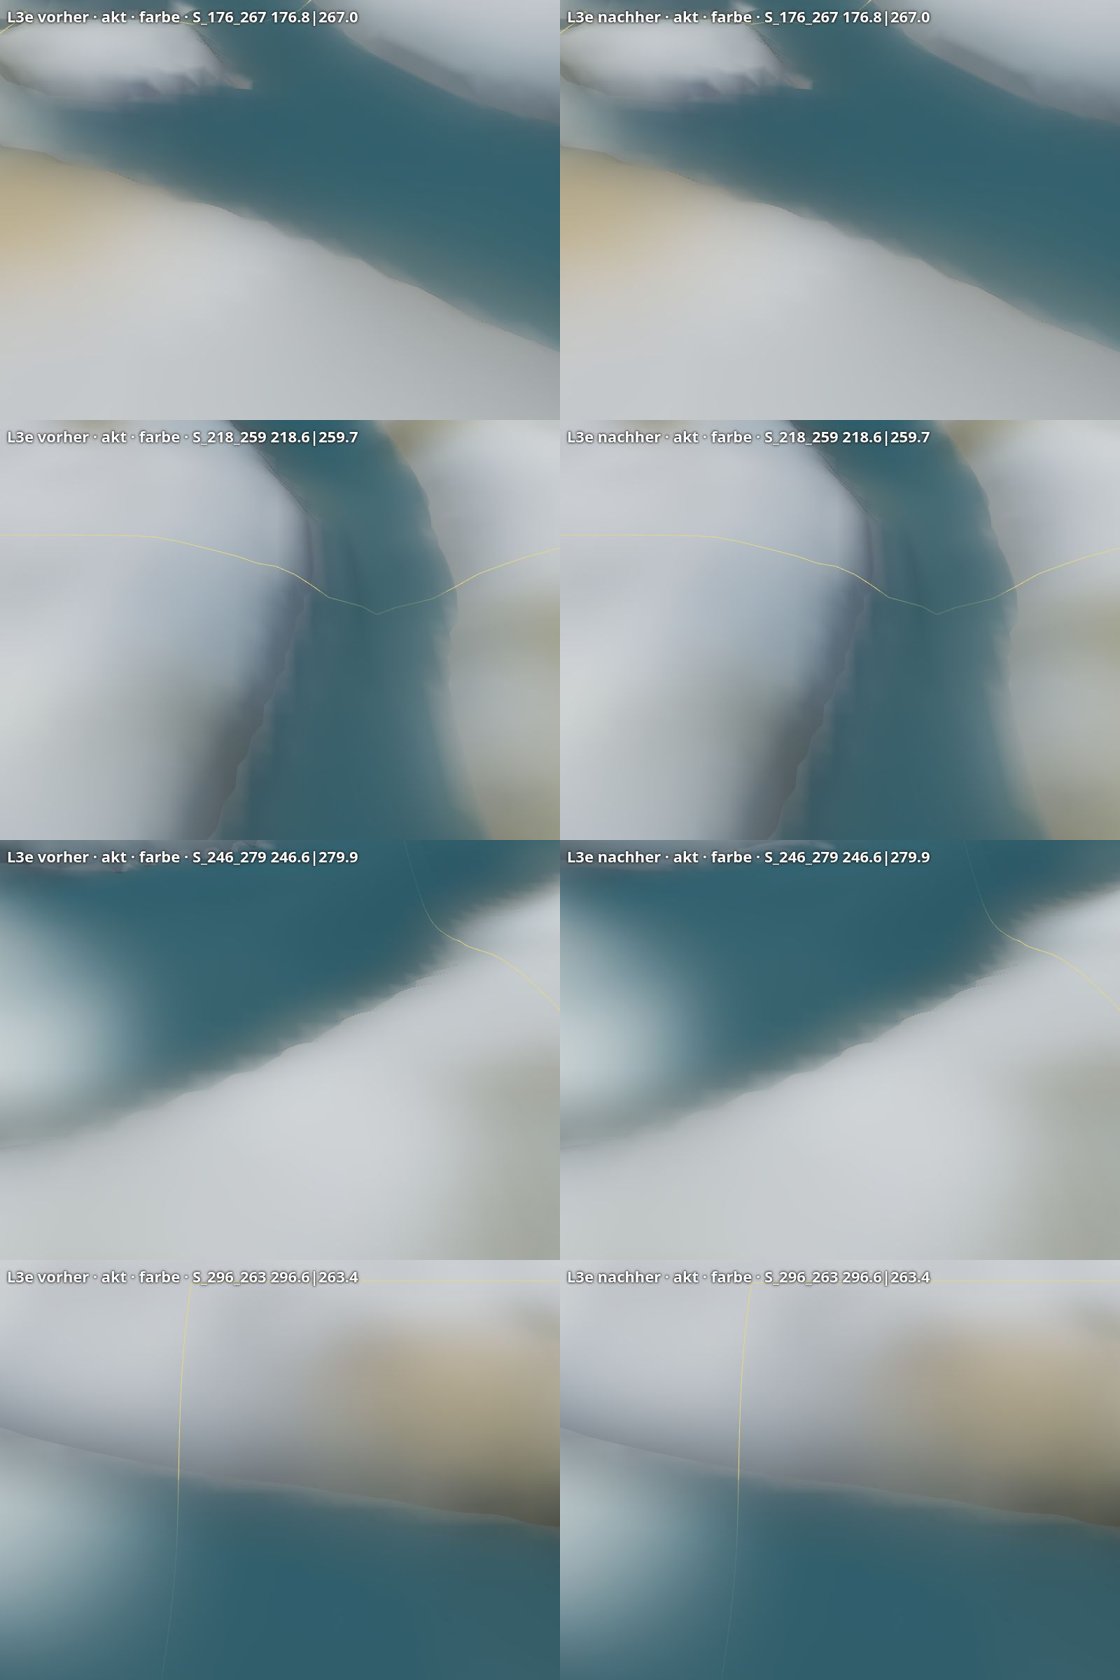 L3e vorher · akt · farbe · S_176_267 176.8|267.0
L3e nachher · akt · farbe · S_176_267 176.8|267.0
L3e vorher · akt · farbe · S_218_259 218.6|259.7
L3e nachher · akt · farbe · S_218_259 218.6|259.7
L3e vorher · akt · farbe · S_246_279 246.6|279.9
L3e nachher · akt · farbe · S_246_279 246.6|279.9
L3e vorher · akt · farbe · S_296_263 296.6|263.4
L3e nachher · akt · farbe · S_296_263 296.6|263.4